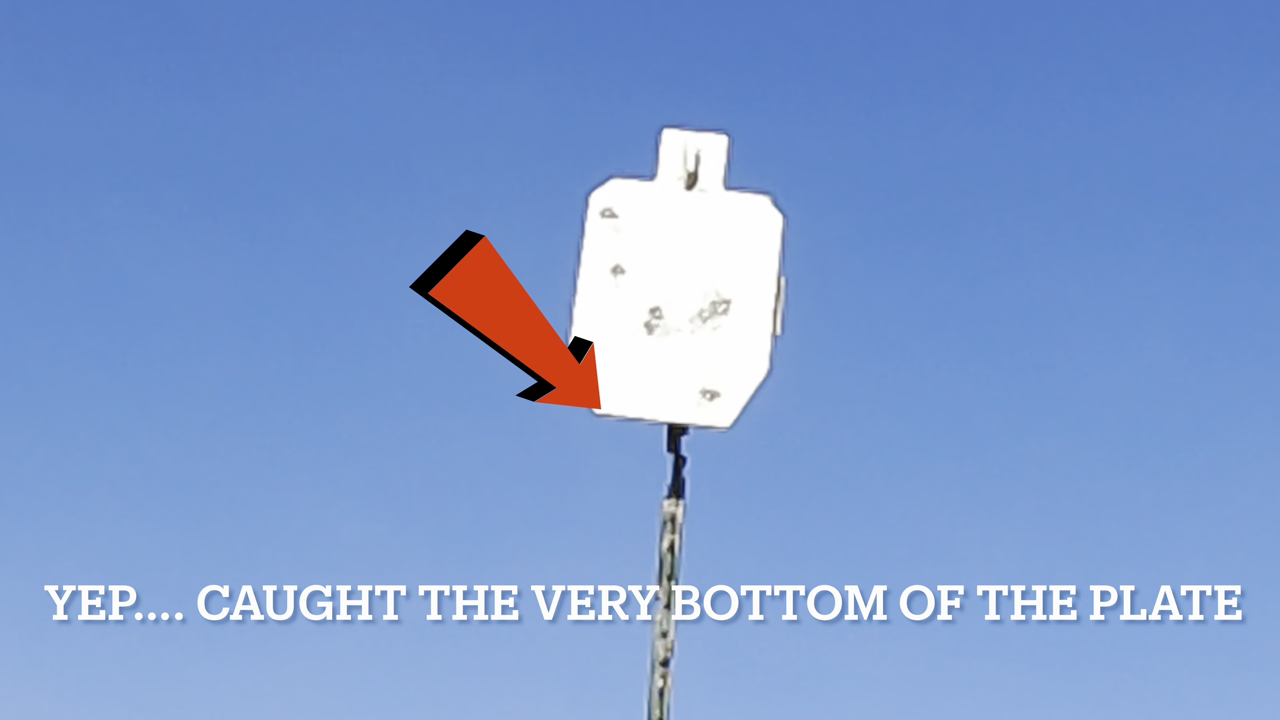 YEP.... CAUGHT THE VERY BOTTOM OF THE PLATE